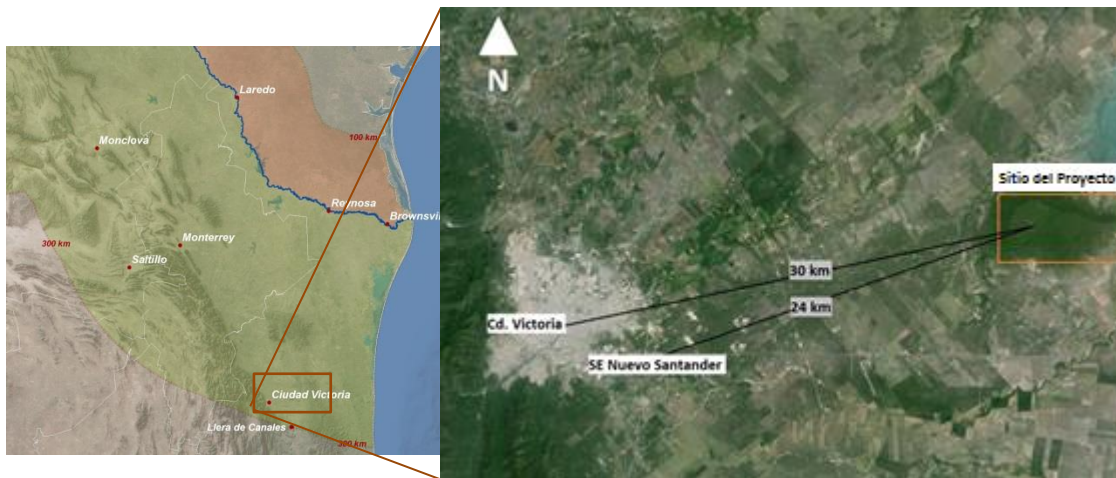 Laredo
Monclova
100 km
Reynosa
Brownsvil
Monterrey
300 km
Saltillo
Ciudad Victoria
Llera de Canales
300 km
N
Sitio del Proyecto
30 km
24 km
Cd. Victoria
SE Nuevo Santander